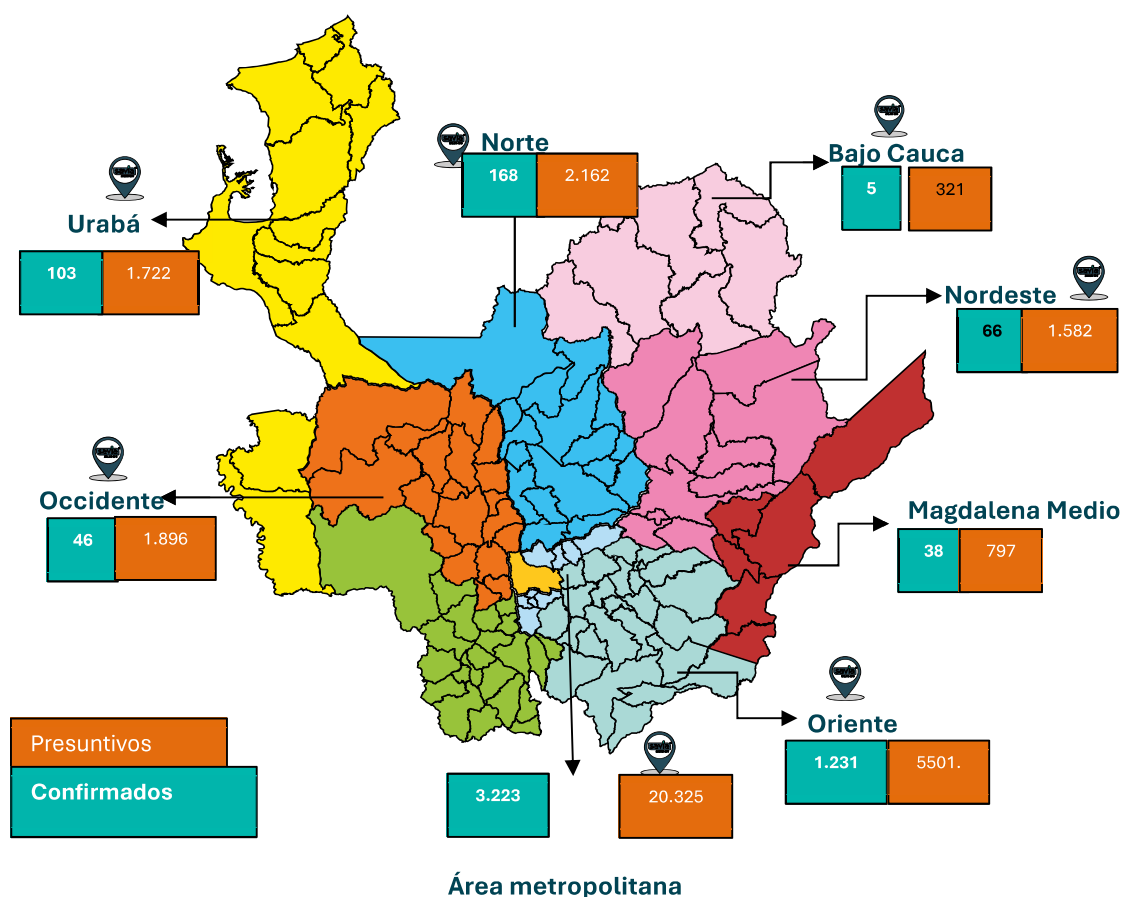 Norte
168 2.162
Bajo Cauca
5 321
Urabá
103 1.722
Nordeste
66 1.582
Occidente
46 1.896
Magdalena Medio
38 797
Oriente
1.231 5501.
Presuntivos
Confirmados
3.223 20.325
Área metropolitana